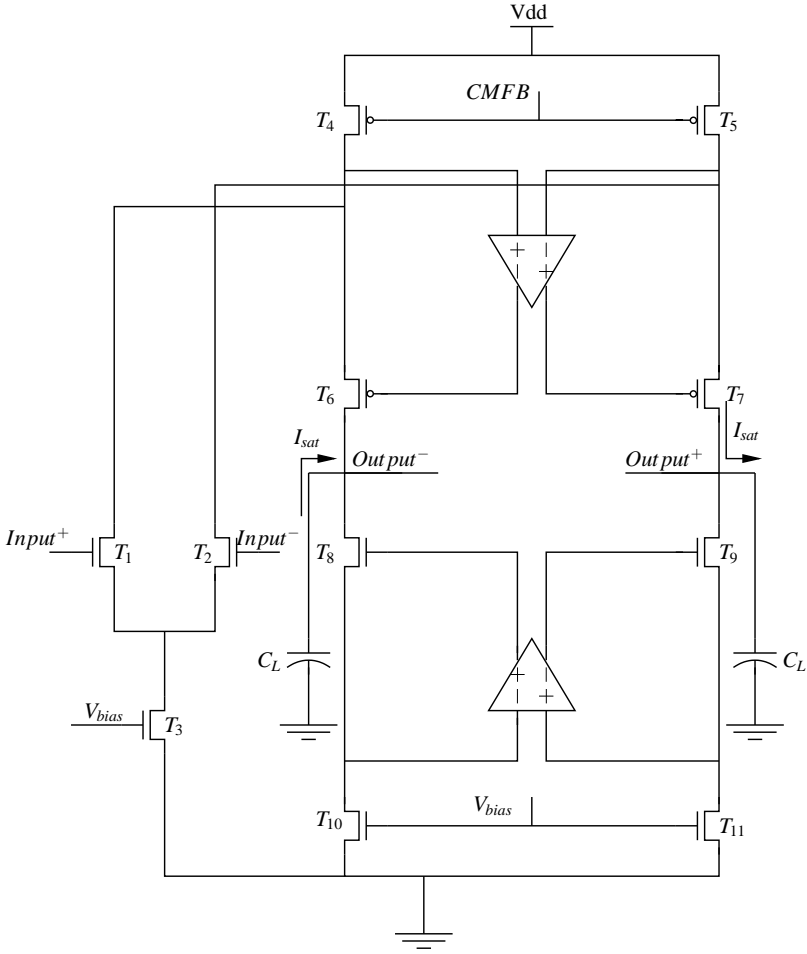 Vdd
CMFB
T4 T5
+ −
− +
T6 T7
Isat Isat
Output− Output+
Input+ T1 T2 Input− T8 T9
CL CL
+ −
− +
Vbias T3
Vbias
T10 T11